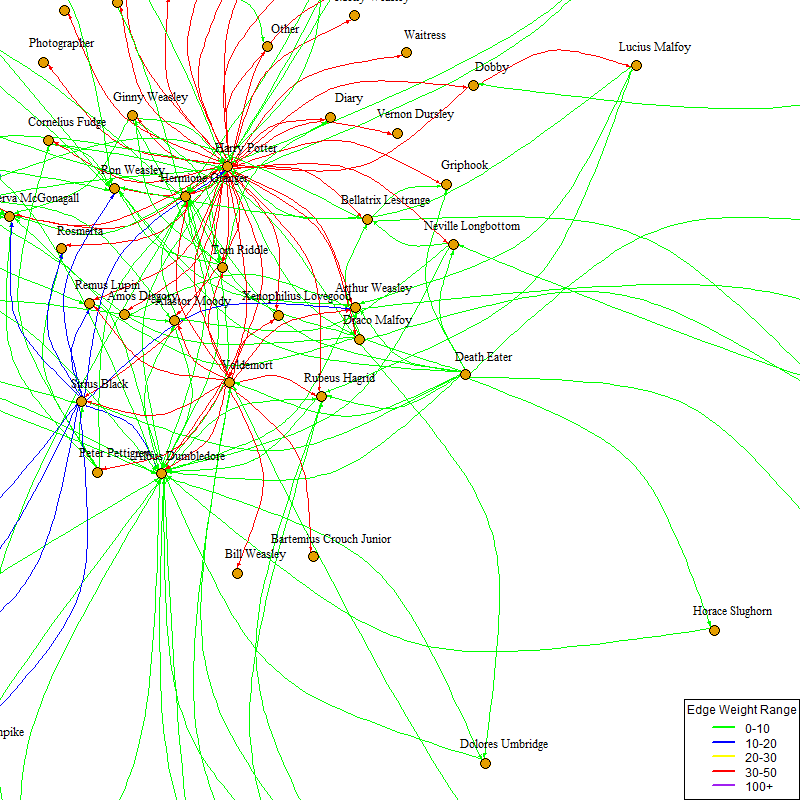 Other
Waitress
Photographer
Lucius Malfoy
Dobby
Ginny Weasley
Diary
Vernon Dursley
Cornelius Fudge
Harry Potter
Griphook
Ron Weasley
Hermione Granger
erva McGonagall
Bellatrix Lestrange
Neville Longbottom
Rosmerta
Tom Riddle
Remus Lupin
Amos Diggory
Alastor Moody
Xenophilius Lovegood
Arthur Weasley
Draco Malfoy
Death Eater
Voldemort
Rubeus Hagrid
Sirius Black
Peter Pettigrew
Albus Dumbledore
Bartemius Crouch Junior
Bill Weasley
Horace Slughorn
Edge Weight Range
0-10
10-20
20-30
30-50
100+
npike
Dolores Umbridge